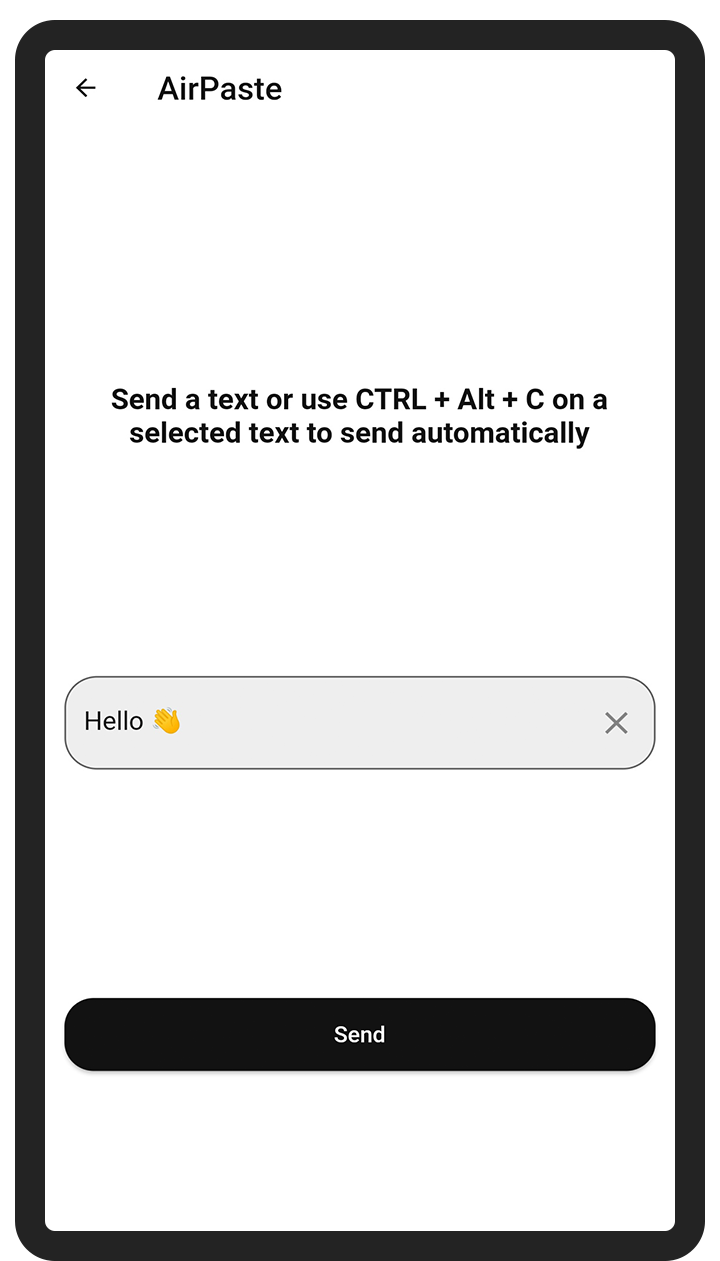 AirPaste
Send a text or use CTRL + Alt + C on a
selected text to send automatically
Hello 👋
Send